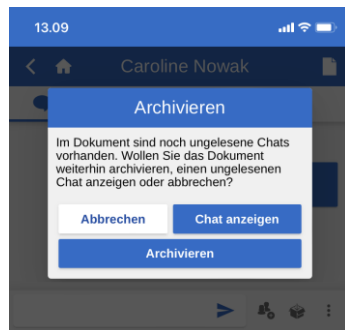 13.09
Caroline Nowak
Archivieren
Im Dokument sind noch ungelesene Chats
vorhanden. Wollen Sie das Dokument
weiterhin archivieren, einen ungelesenen
Chat anzeigen oder abbrechen?
Abbrechen Chat anzeigen
Archivieren